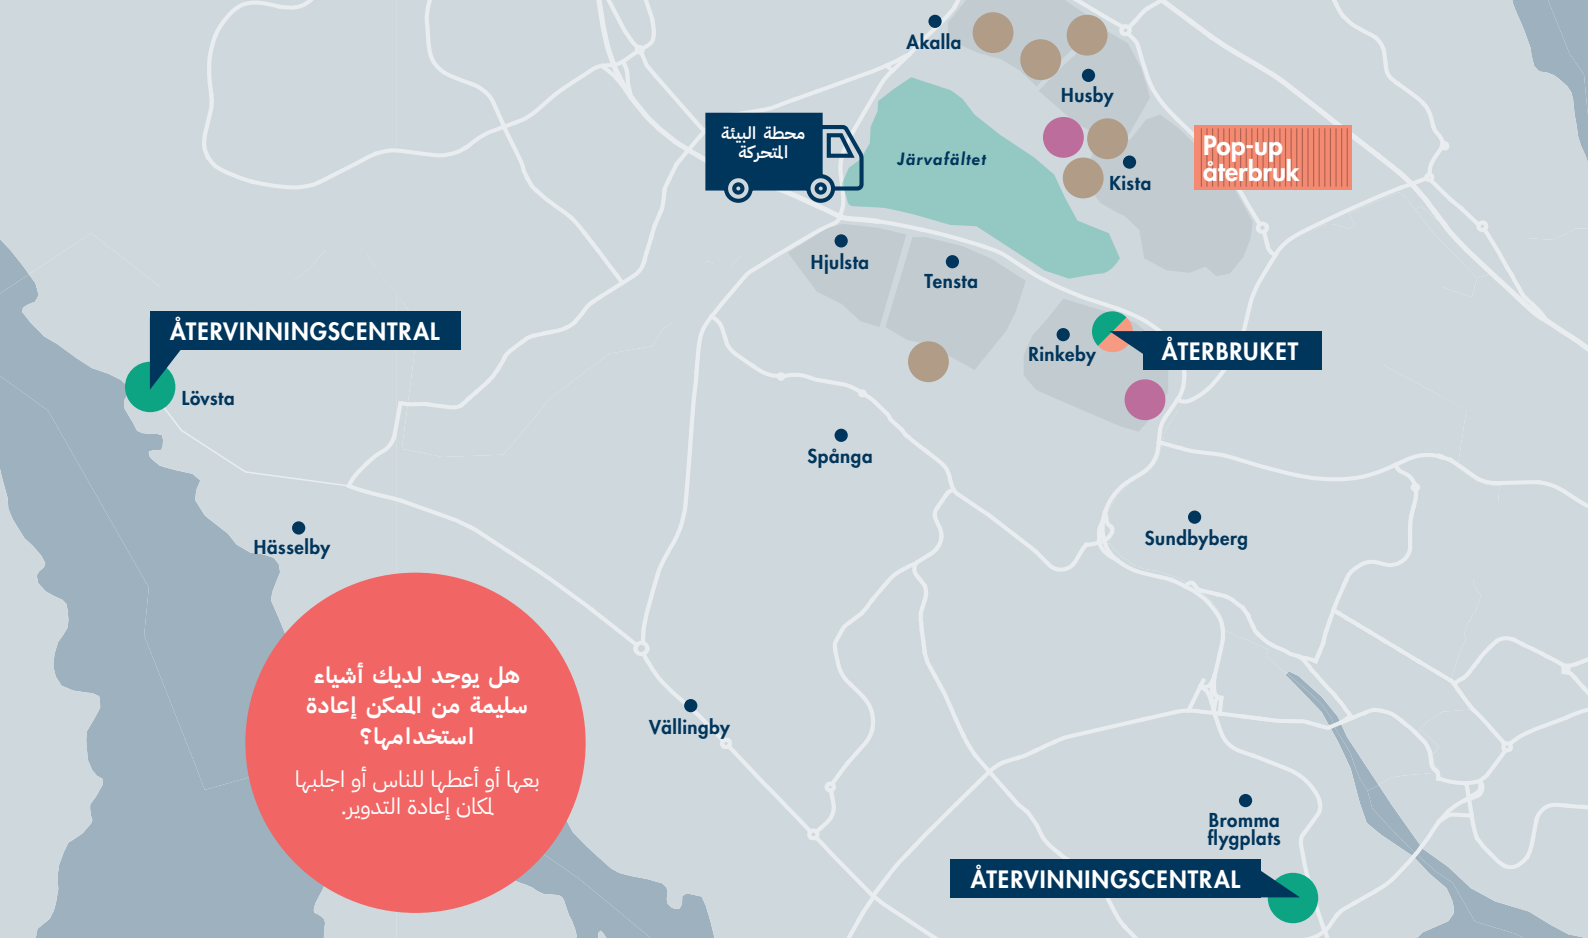 Akalla
Husby
محطة البيئة
المتحركة
Järvafältet
Pop-up
återbruk
Kista
Hjulsta
Tensta
ÅTERVINNINGSCENTRAL
Rinkeby
ÅTERBRUKET
Lövsta
Spånga
Hässelby
Sundbyberg
هل يوجد لديك أشياء
سليمة من الممكن إعادة
استخدامها؟
بعها أو أعطها للناس أو اجلبها
لمكان إعادة التدوير.
Vällingby
Bromma
flygplats
ÅTERVINNINGSCENTRAL